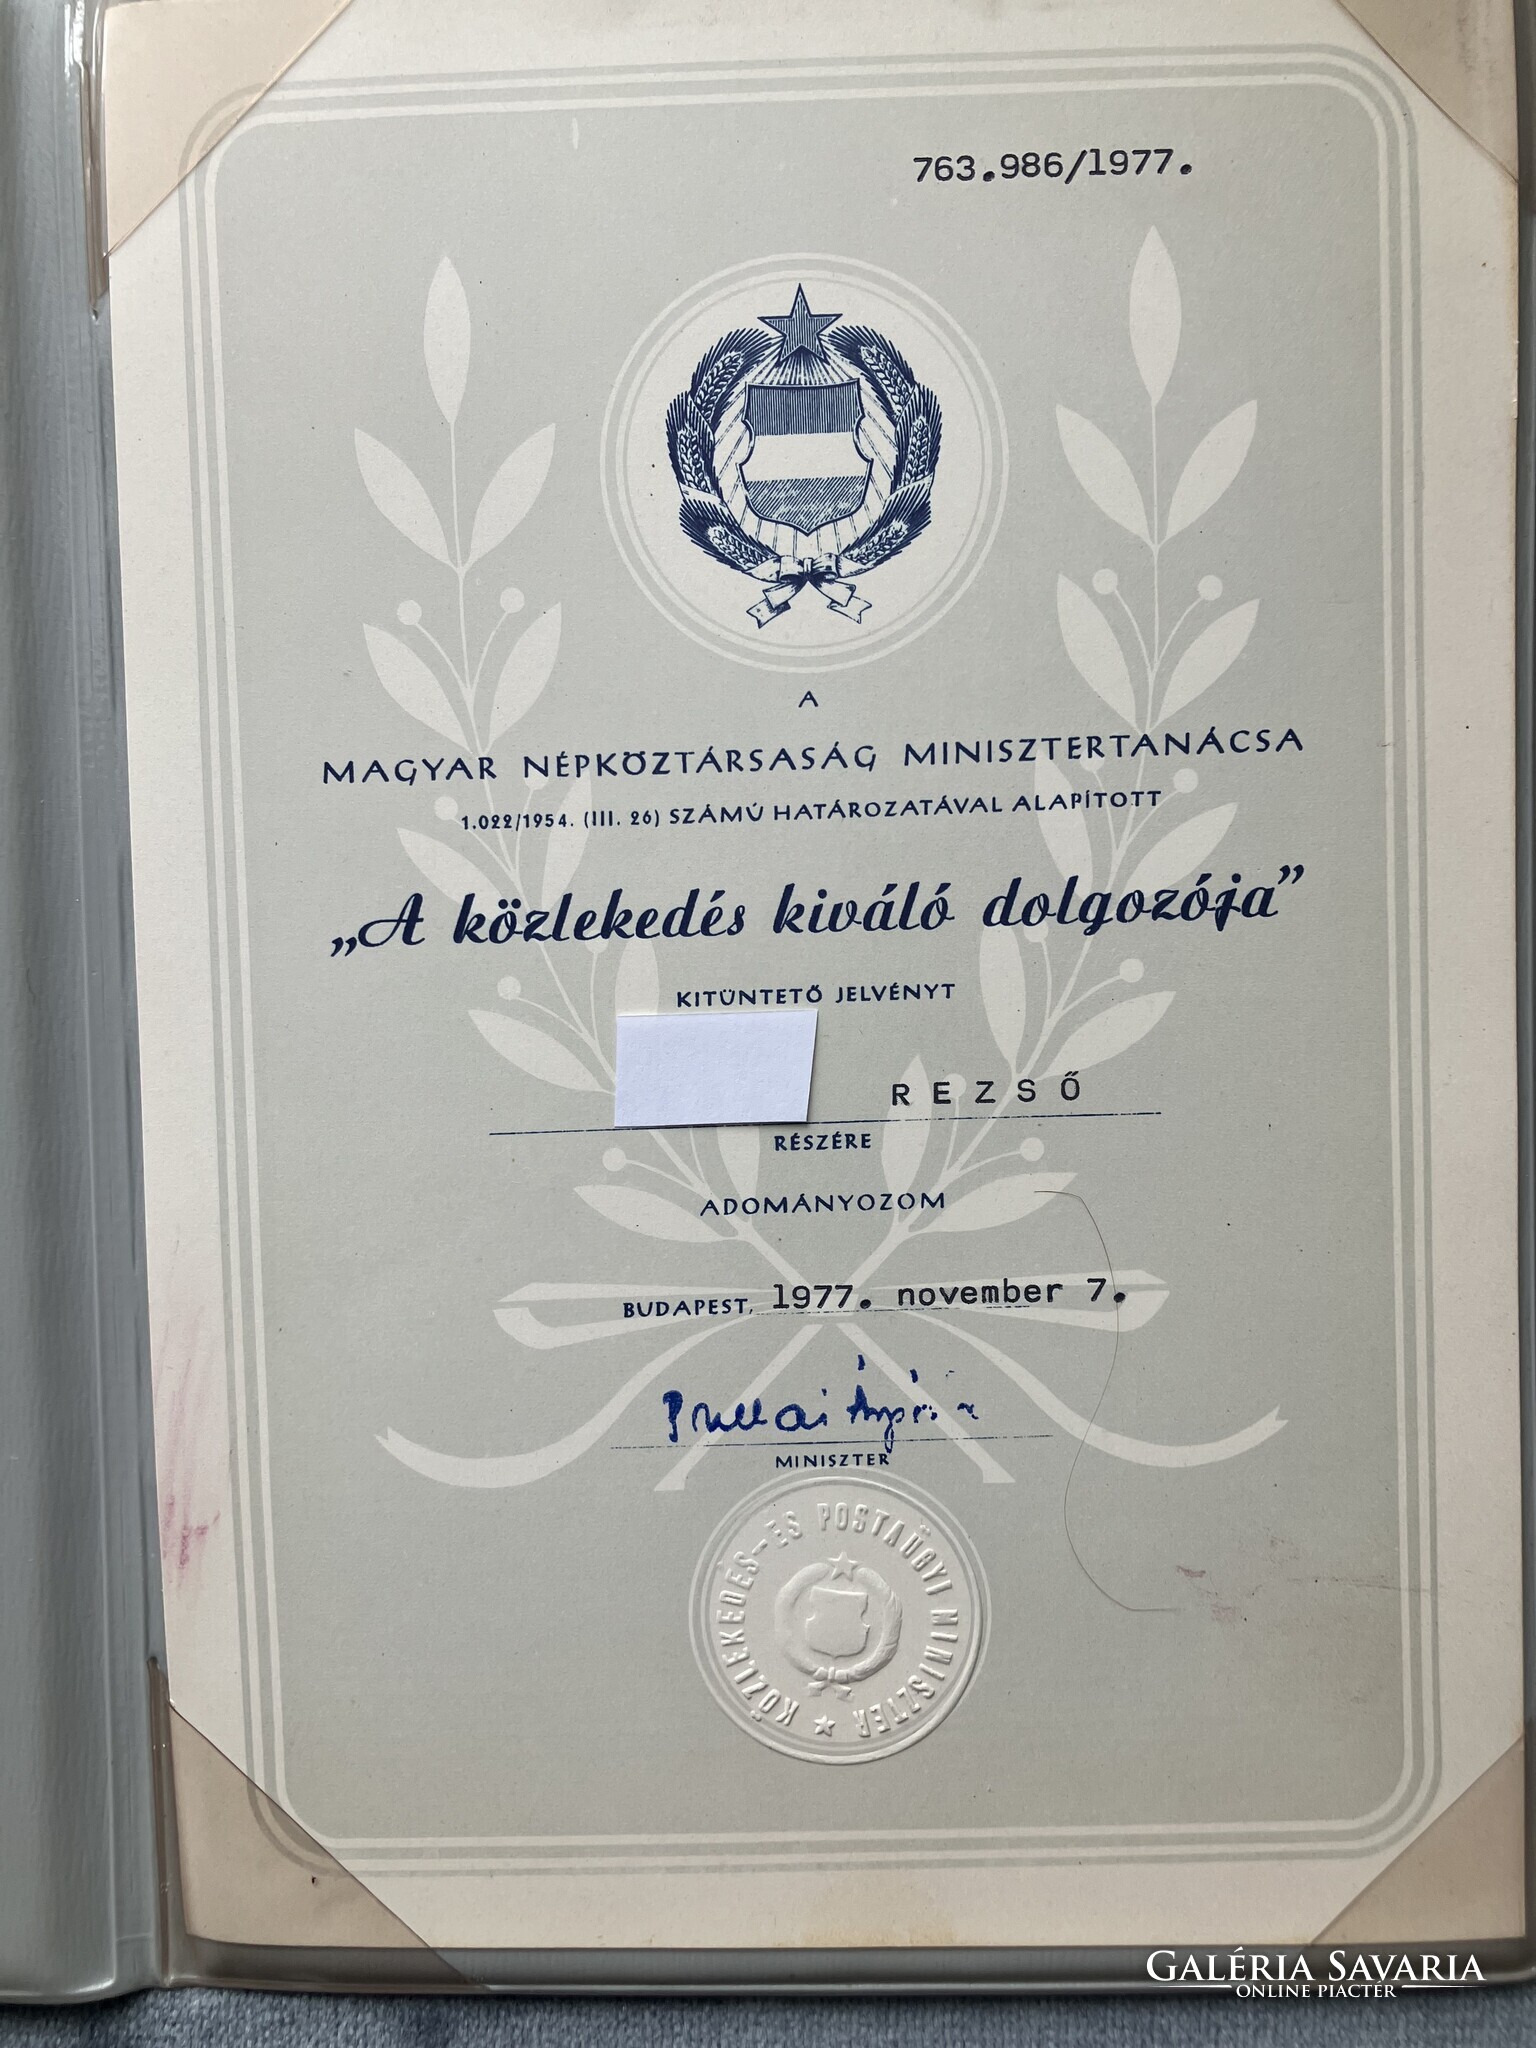 763.986/1977.
A
MAGYAR NÉPKÖZTÁRSASÁG MINISZTERTANÁCSA
1.022/1954. (III. 26) SZÁMÚ HATÁROZATÁVAL ALAPÍTOTT
„A közlekedés kiváló dolgozója”
KITÜNTETŐ JELVÉNYT
REZSŐ
RÉSZÉRE
ADOMÁNYOZOM
BUDAPEST, 1977. november 7.
MINISZTER
KÖZLEKEDÉS- ÉS POSTAÜGYI MINISZTER
GALÉRIA SAVARIA
ONLINE PIACTÉR